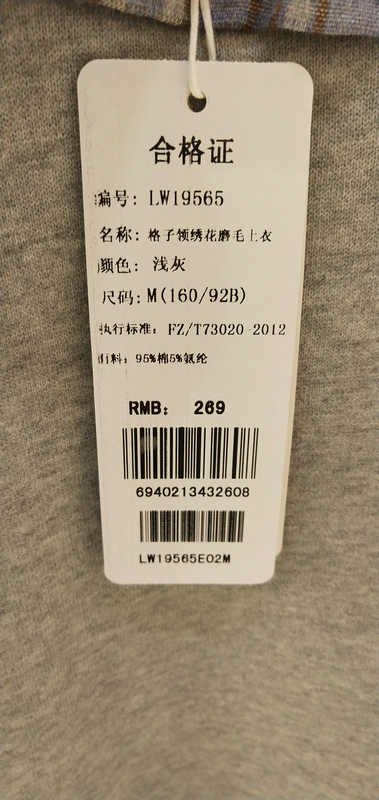 合格证
编号: LW19565
名称: 格子领绣花磨毛上衣
颜色: 浅灰
尺码: M(160/92B)
执行标准: FZ/T73020-2012
面料: 95%棉5%氨纶
RMB: 269
6940213432608
LW19565E02M